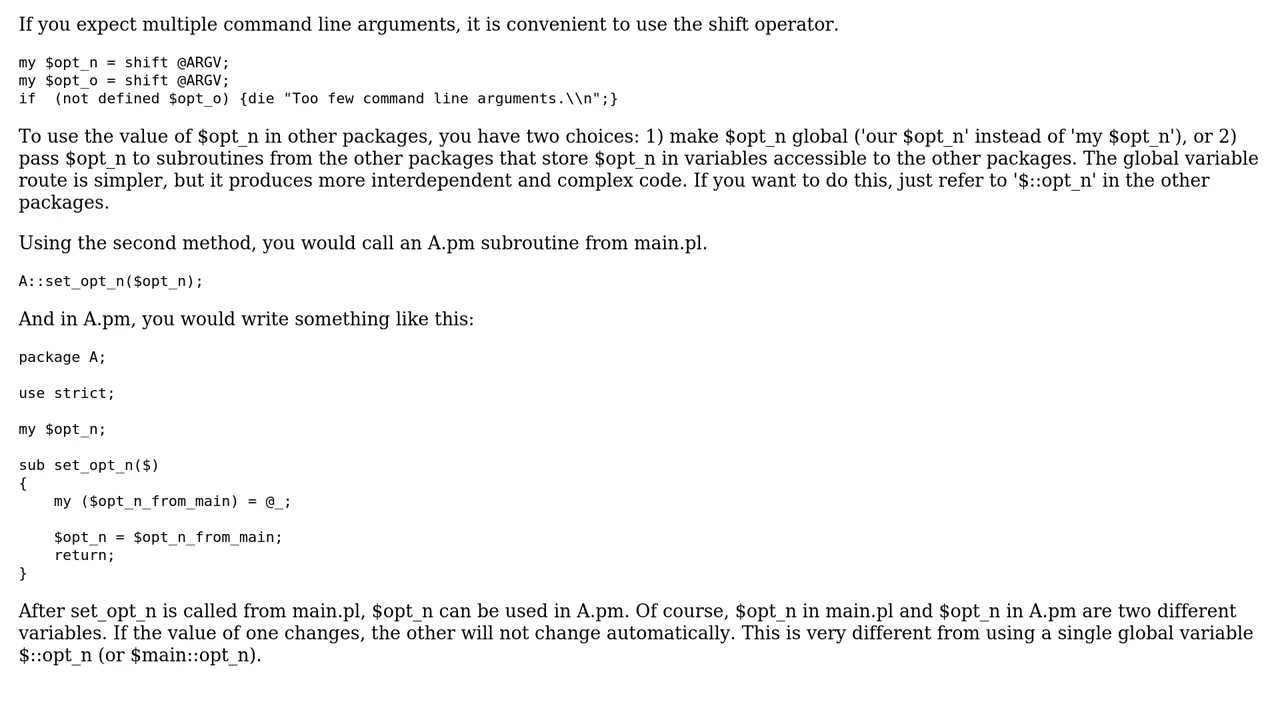 If you expect multiple command line arguments, it is convenient to use the shift operator.
my $opt_n = shift @ARGV;
my $opt_o = shift @ARGV;
if  (not defined $opt_o) {die "Too few command line arguments.\\n";}
To use the value of $opt_n in other packages, you have two choices: 1) make $opt_n global ('our $opt_n' instead of 'my $opt_n'), or 2)
pass $opt_n to subroutines from the other packages that store $opt_n in variables accessible to the other packages. The global variable
route is simpler, but it produces more interdependent and complex code. If you want to do this, just refer to '$::opt_n' in the other
packages.
Using the second method, you would call an A.pm subroutine from main.pl.
A::set_opt_n($opt_n);
And in A.pm, you would write something like this:
package A;
use strict;
my $opt_n;
sub set_opt_n($)
{
    my ($opt_n_from_main) = @_;
    $opt_n = $opt_n_from_main;
    return;
}
After set_opt_n is called from main.pl, $opt_n can be used in A.pm. Of course, $opt_n in main.pl and $opt_n in A.pm are two different
variables. If the value of one changes, the other will not change automatically. This is very different from using a single global variable
$::opt_n (or $main::opt_n).